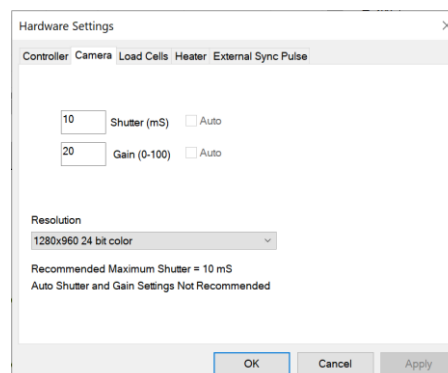 Hardware Settings
Controller Camera Load Cells Heater External Sync Pulse
10 Shutter (mS) Auto
20 Gain (0-100) Auto
Resolution
1280x960 24 bit color
Recommended Maximum Shutter = 10 mS
Auto Shutter and Gain Settings Not Recommended
OK Cancel Apply